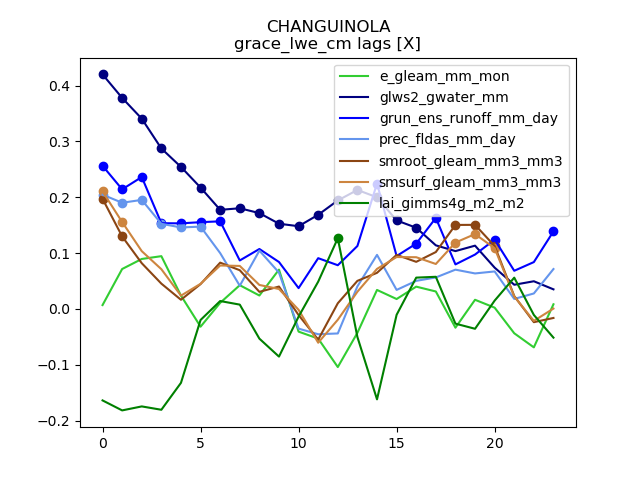 CHANGUINOLA
grace_lwe_cm lags [X]
e_gleam_mm_mon
glws2_gwater_mm
grun_ens_runoff_mm_day
prec_fldas_mm_day
smroot_gleam_mm3_mm3
smsurf_gleam_mm3_mm3
lai_gimms4g_m2_m2
0.4
0.3
0.2
0.1
0.0
−0.1
−0.2
0 5 10 15 20